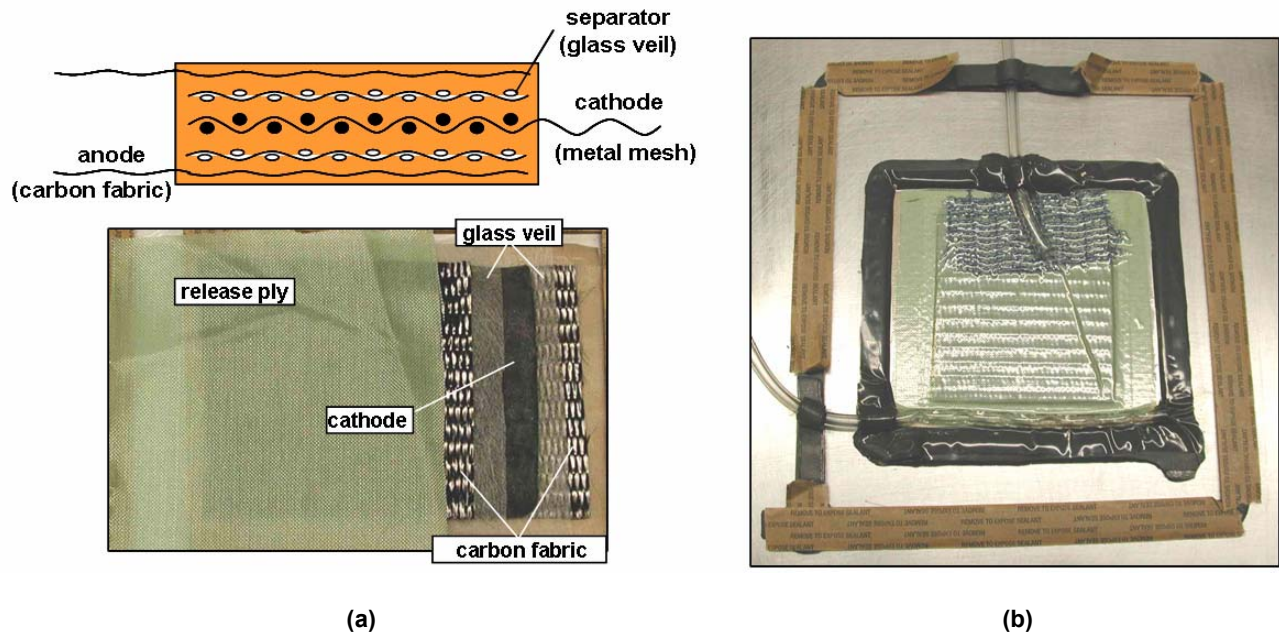 separator
(glass veil)
cathode
(metal mesh)
anode
(carbon fabric)
glass veil
release ply
cathode
carbon fabric
REMOVE TO EXPOSE SEALANT
(a)
(b)